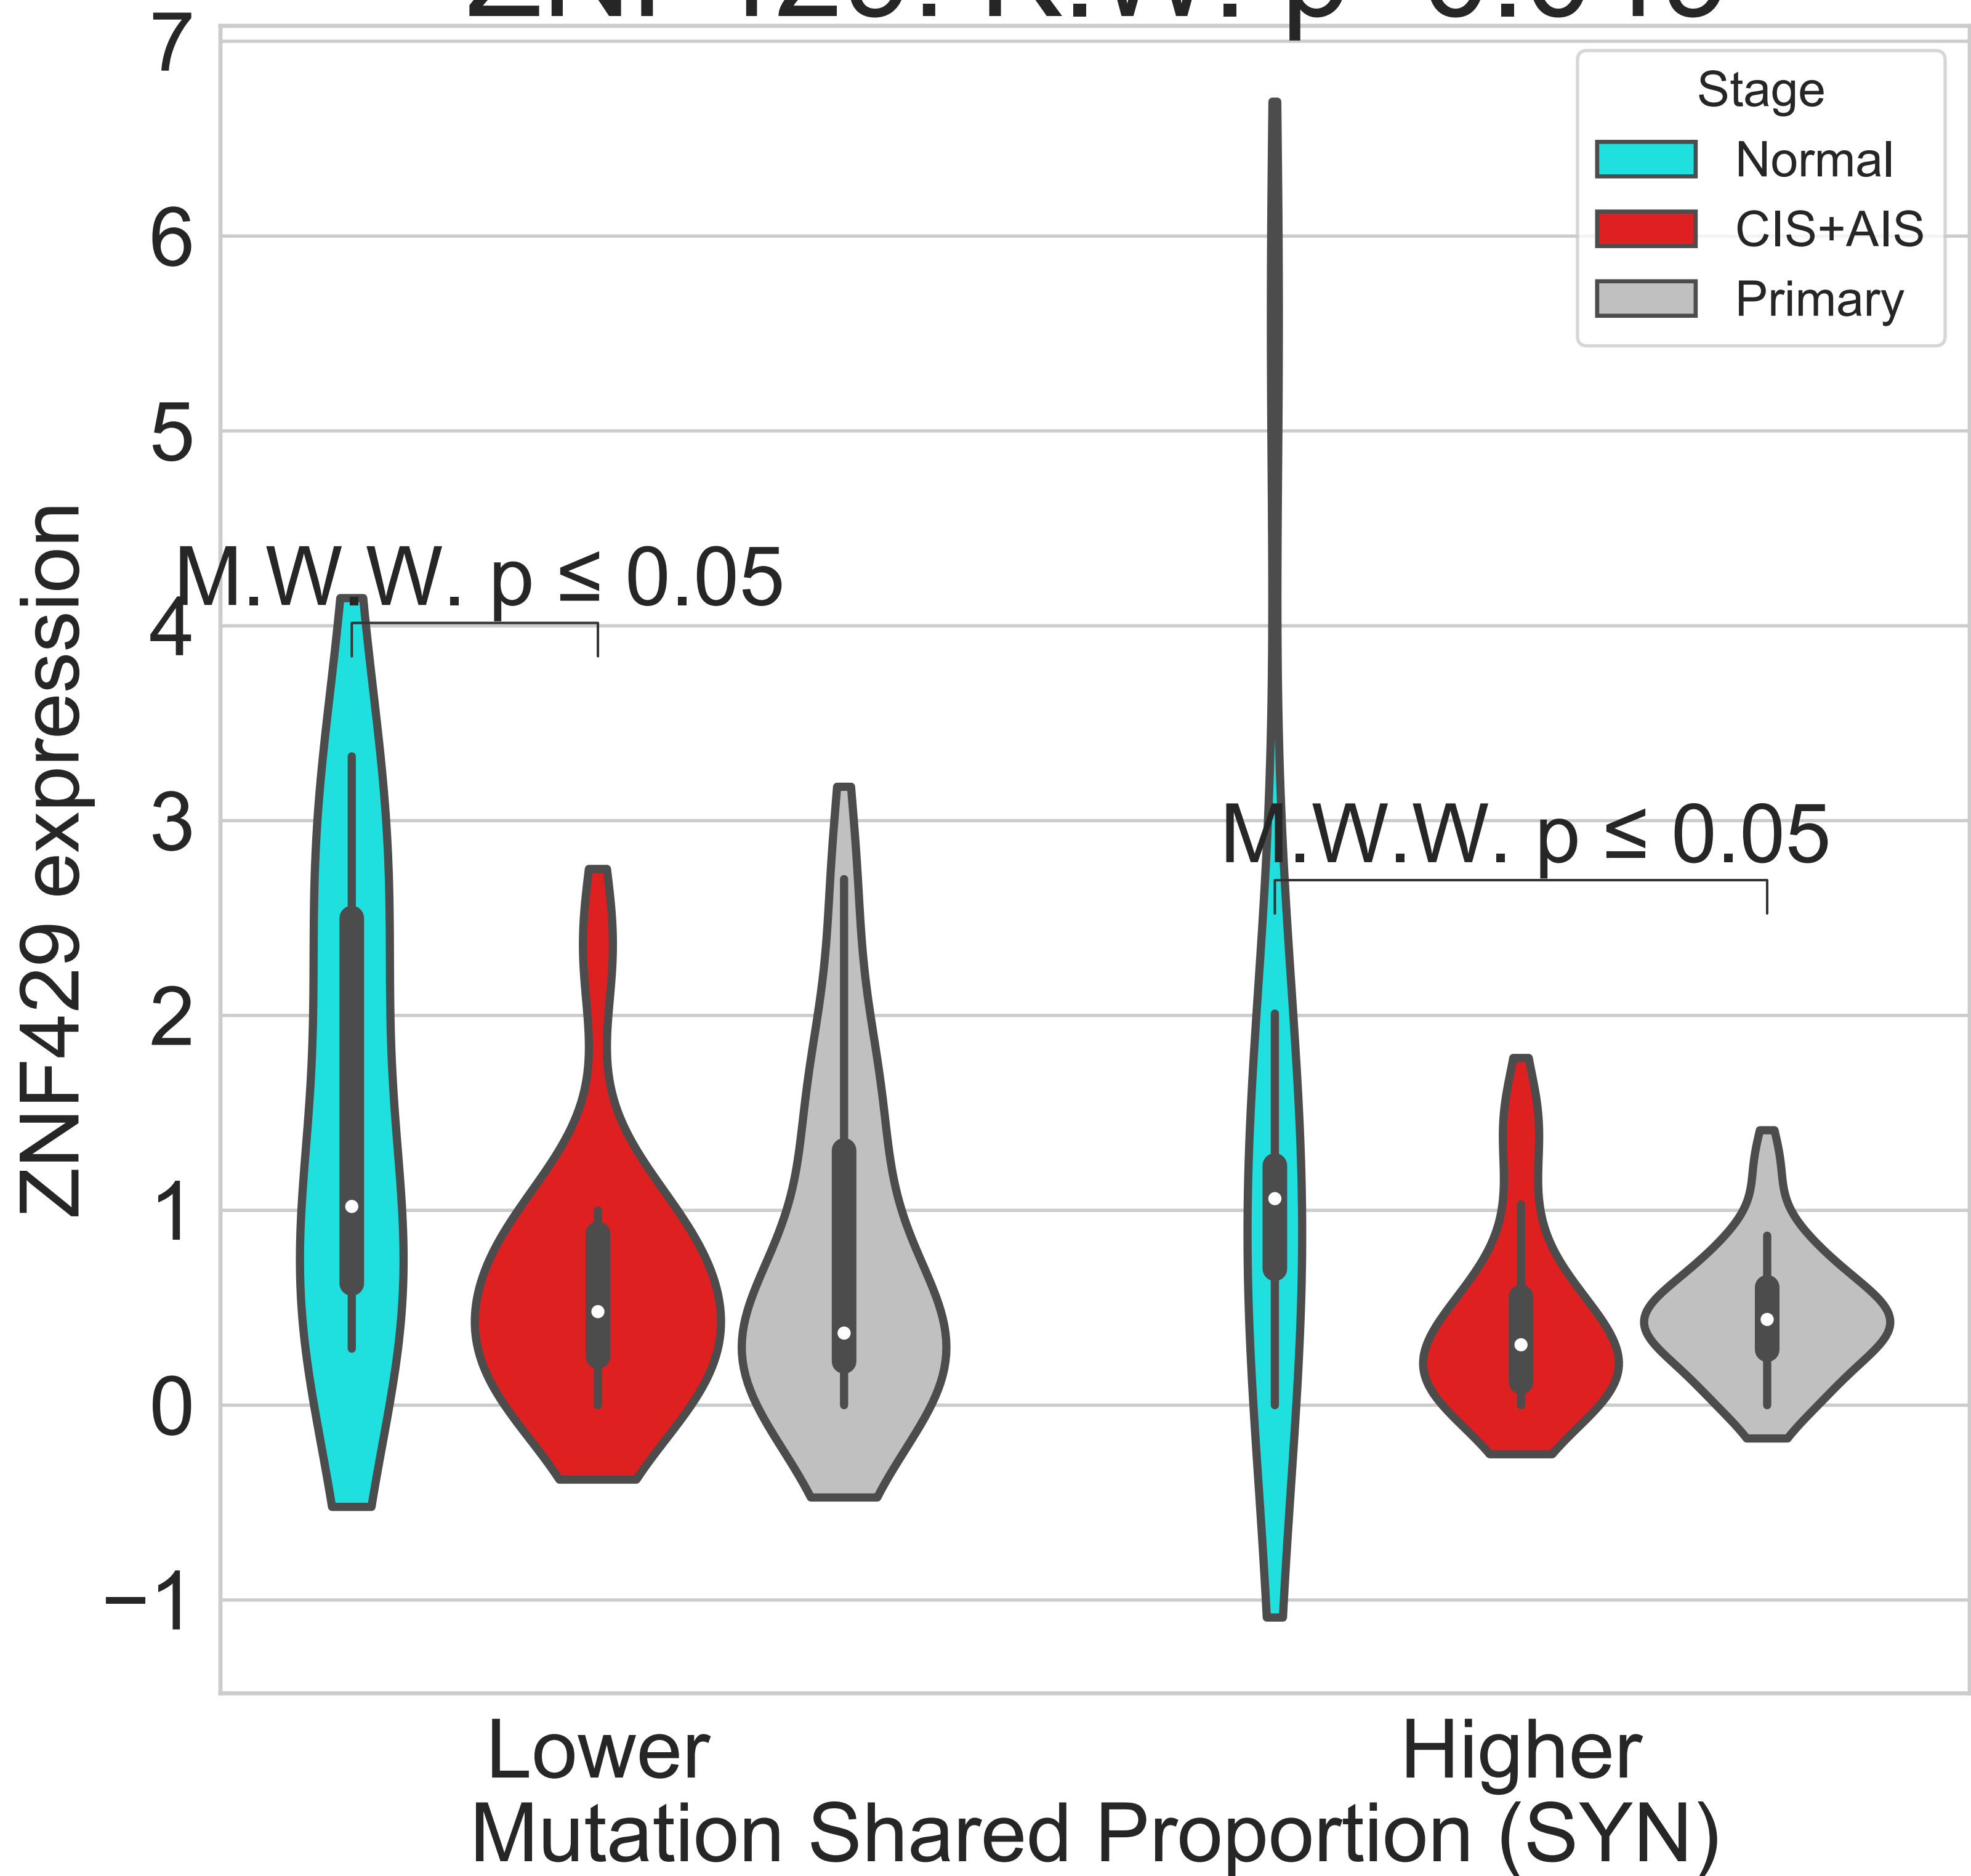 7
Stage
Normal
6
CIS+AIS
Primary
5
M.W.W. p ≤ 0.05
4
ZNF429 expression
3
M.W.W. p ≤ 0.05
2
1
0
−1
Lower
Higher
Mutation Shared Proportion (SYN)